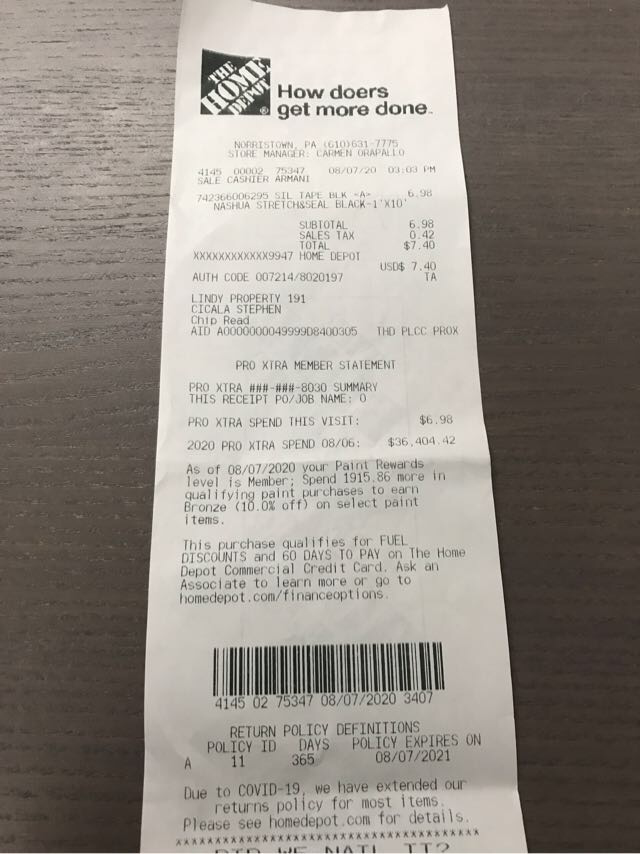 THE
HOME
DEPOT
How doers
get more done.
NORRISTOWN, PA (610)631-7775
STORE MANAGER: CARMEN ORAPALLO
4145 00002 75347 08/07/20 03:03 PM
SALE CASHIER ARMANI
742366006295 SIL TAPE BLK <A> 6.98
NASHUA STRETCH&SEAL BLACK-1'X10'
SUBTOTAL 6.98
SALES TAX 0.42
TOTAL $7.40
XXXXXXXXXXXX9947 HOME DEPOT
USD$ 7.40
AUTH CODE 007214/8020197 TA
LINDY PROPERTY 191
CICALA STEPHEN
Chip Read
AID A0000000049999D8400305 THD PLCC PROX
PRO XTRA MEMBER STATEMENT
PRO XTRA ###-###-8030 SUMMARY
THIS RECEIPT PO/JOB NAME: 0
PRO XTRA SPEND THIS VISIT: $6.98
2020 PRO XTRA SPEND 08/06: $36,404.42
As of 08/07/2020 your Paint Rewards
level is Member; Spend 1915.86 more in
qualifying paint purchases to earn
Bronze (10.0% off) on select paint
items.
This purchase qualifies for FUEL
DISCOUNTS and 60 DAYS TO PAY on The Home
Depot Commercial Credit Card. Ask an
Associate to learn more or go to
homedepot.com/financeoptions.
4145 02 75347 08/07/2020 3407
RETURN POLICY DEFINITIONS
POLICY ID DAYS POLICY EXPIRES ON
A 11 365 08/07/2021
Due to COVID-19, we have extended our
returns policy for most items.
Please see homedepot.com for details.
DID WE NAIL IT?